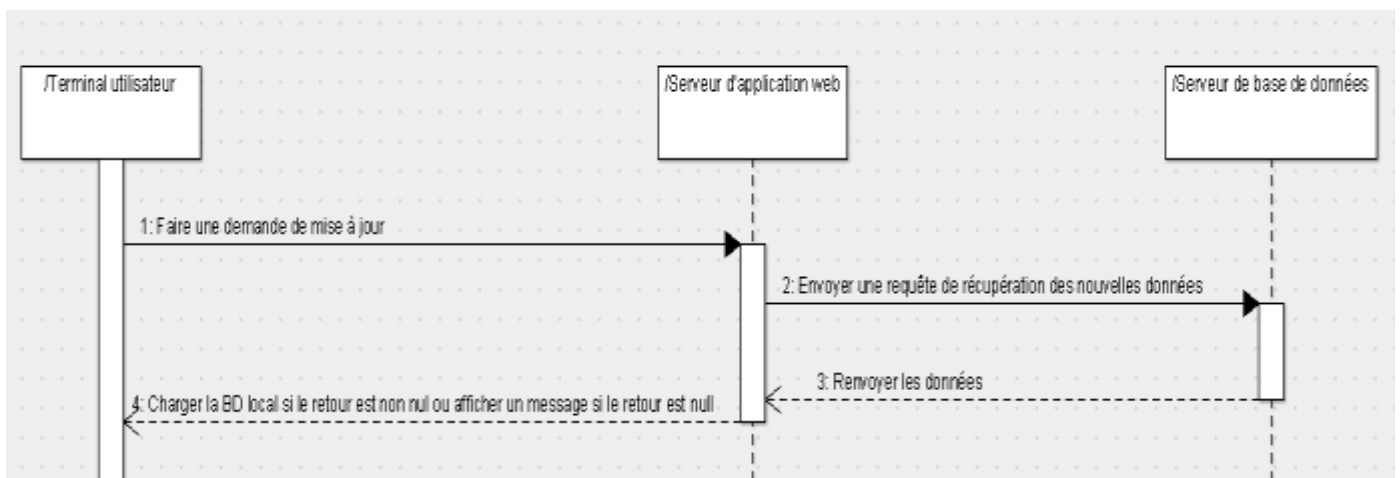 /Terminal utilisateur
/Serveur d'application web
/Serveur de base de données
1: Faire une demande de mise à jour
2: Envoyer une requête de récupération des nouvelles données
3: Renvoyer les données
4: Charger la BD local si le retour est non nul ou afficher un message si le retour est null